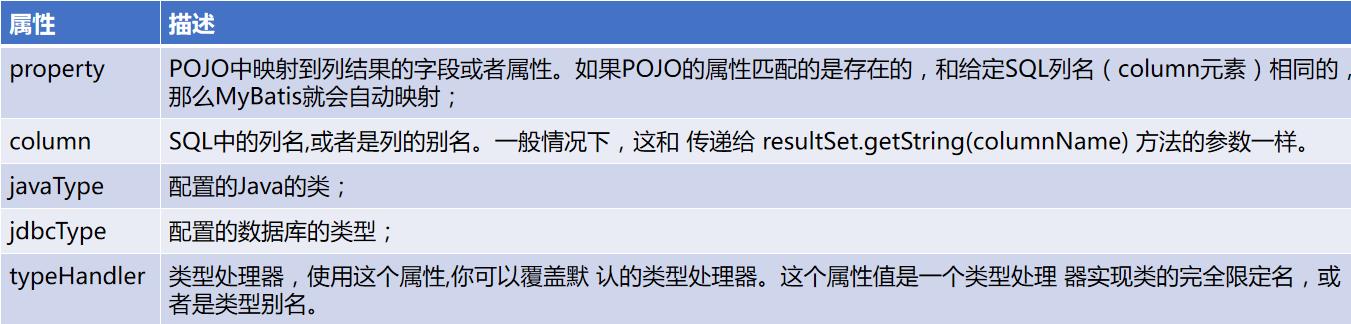 属性 描述
property POJO中映射到列结果的字段或者属性。如果POJO的属性匹配的是存在的，和给定SQL列名（column元素）相同的，
那么MyBatis就会自动映射；
column SQL中的列名,或者是列的别名。一般情况下，这和 传递给 resultSet.getString(columnName) 方法的参数一样。
javaType 配置的Java的类；
jdbcType 配置的数据库的类型；
typeHandler 类型处理器，使用这个属性,你可以覆盖默 认的类型处理器。这个属性值是一个类型处理 器实现类的完全限定名，或
者是类型别名。